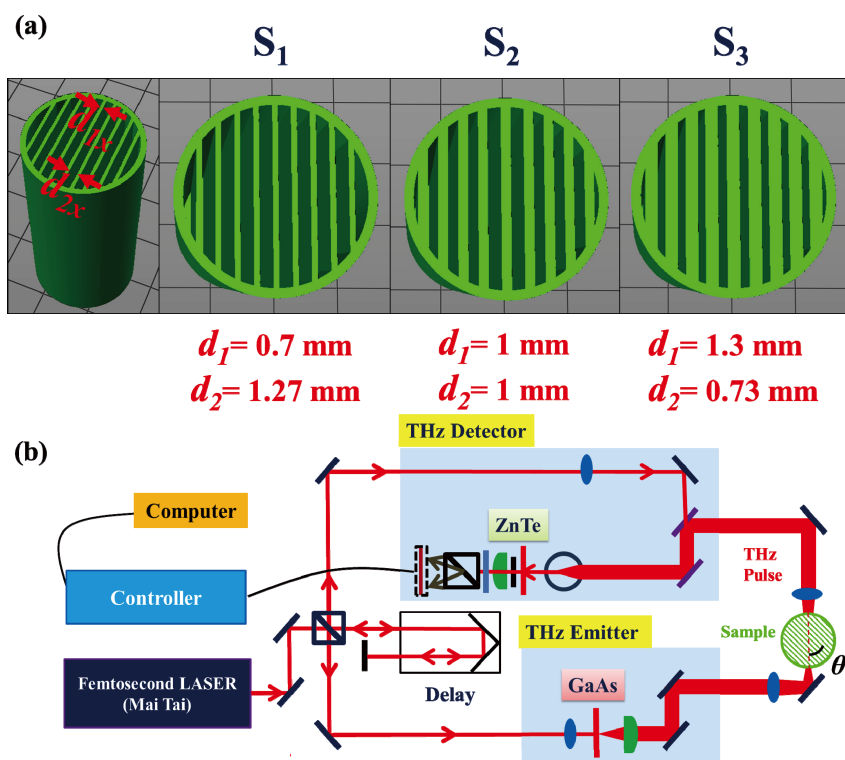 (a)
S1
S2
S3
d1x
d2x
d1= 0.7 mm
d2= 1.27 mm
d1= 1 mm
d2= 1 mm
d1= 1.3 mm
d2= 0.73 mm
(b)
THz Detector
Computer
ZnTe
Controller
THz
Pulse
Sample
θ
THz Emitter
GaAs
Femtosecond LASER
(Mai Tai)
Delay